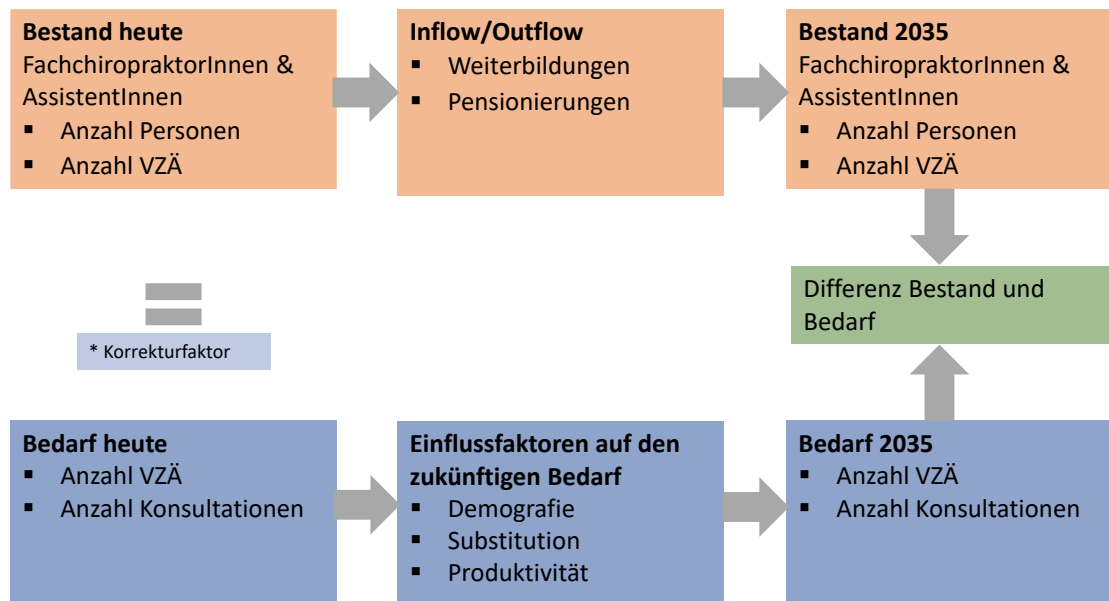 Bestand heute
FachchiropraktorInnen &
AssistentInnen
▪ Anzahl Personen
▪ Anzahl VZÄ
Inflow/Outflow
▪ Weiterbildungen
▪ Pensionierungen
Bestand 2035
FachchiropraktorInnen &
AssistentInnen
▪ Anzahl Personen
▪ Anzahl VZÄ
Differenz Bestand und
Bedarf
* Korrekturfaktor
Bedarf heute
▪ Anzahl VZÄ
▪ Anzahl Konsultationen
Einflussfaktoren auf den
zukünftigen Bedarf
▪ Demografie
▪ Substitution
▪ Produktivität
Bedarf 2035
▪ Anzahl VZÄ
▪ Anzahl Konsultationen